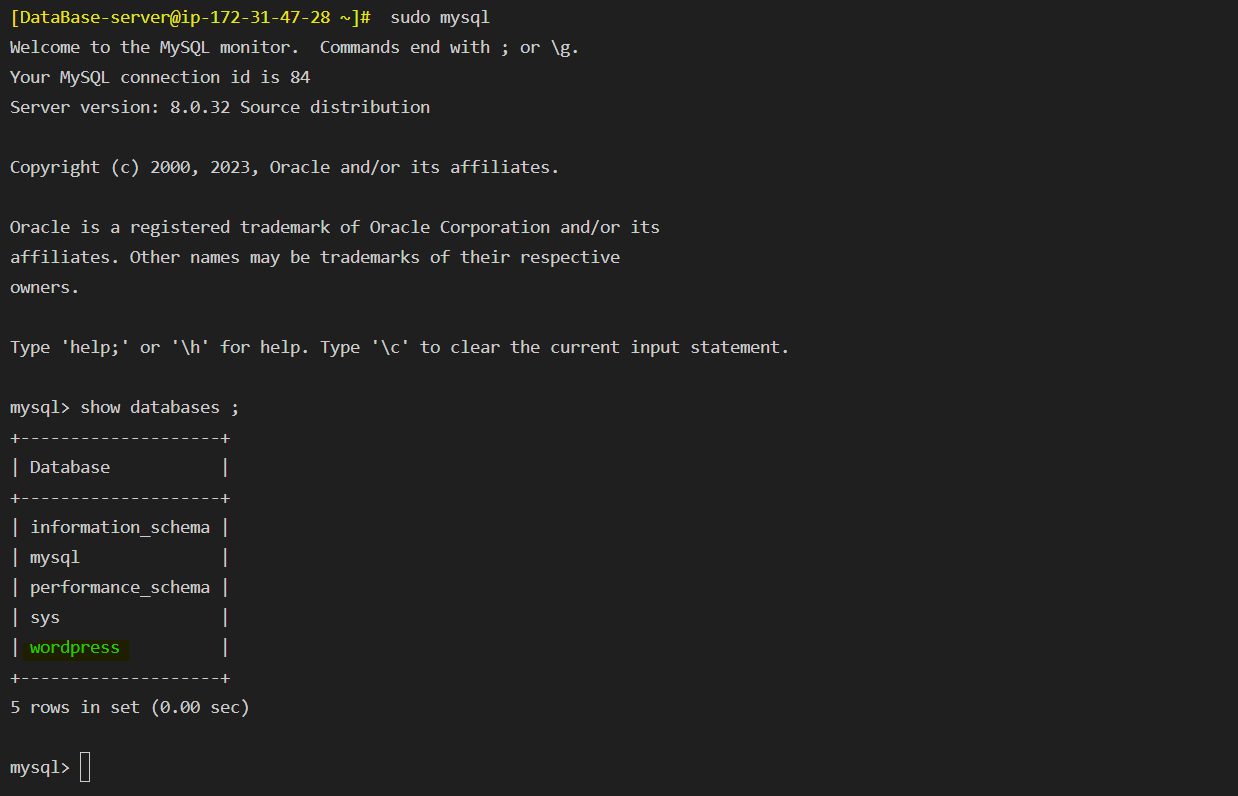 [DataBase-server@ip-172-31-47-28 ~]#  sudo mysql
Welcome to the MySQL monitor.  Commands end with ; or \g.
Your MySQL connection id is 84
Server version: 8.0.32 Source distribution

Copyright (c) 2000, 2023, Oracle and/or its affiliates.

Oracle is a registered trademark of Oracle Corporation and/or its
affiliates. Other names may be trademarks of their respective
owners.

Type 'help;' or '\h' for help. Type '\c' to clear the current input statement.

mysql> show databases ;
+--------------------+
| Database           |
+--------------------+
| information_schema |
| mysql              |
| performance_schema |
| sys                |
| wordpress          |
+--------------------+
5 rows in set (0.00 sec)

mysql>